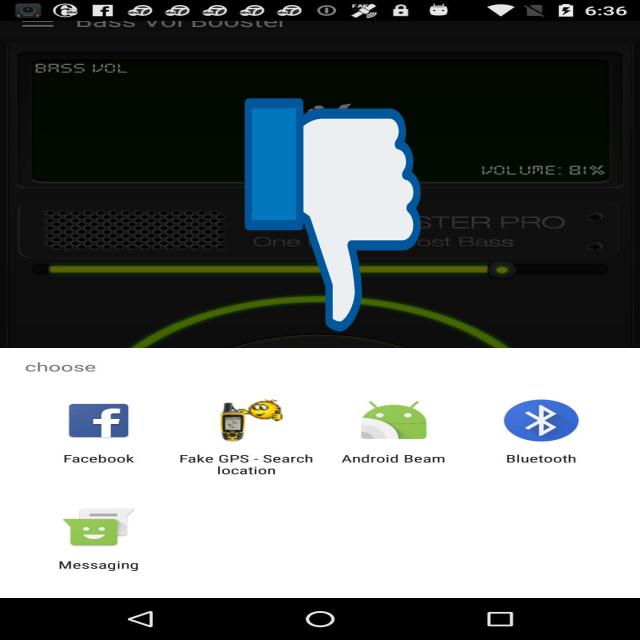 FAKE
6:36
Bass Vol Booster
BASS VOL
VOLUME: 81%
STER PRO
One
ost Bass
choose
Facebook
Fake GPS - Search
location
Android Beam
Bluetooth
Messaging